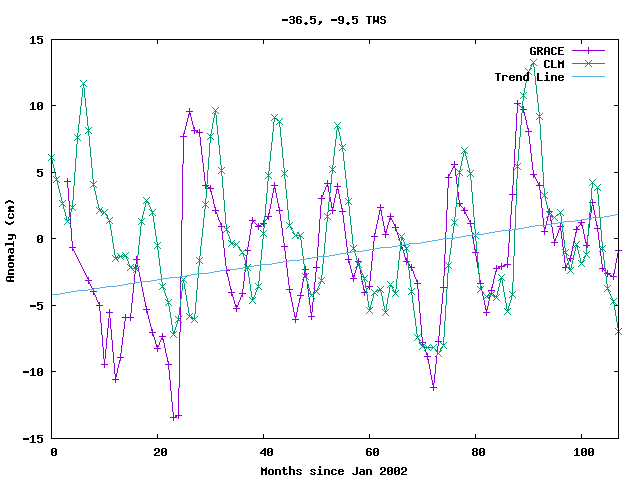 -36.5, -9.5 TWS
GRACE
CLM
Trend Line
15
10
5
0
-5
-10
-15
Anomaly (cm)
0 20 40 60 80 100
Months since Jan 2002